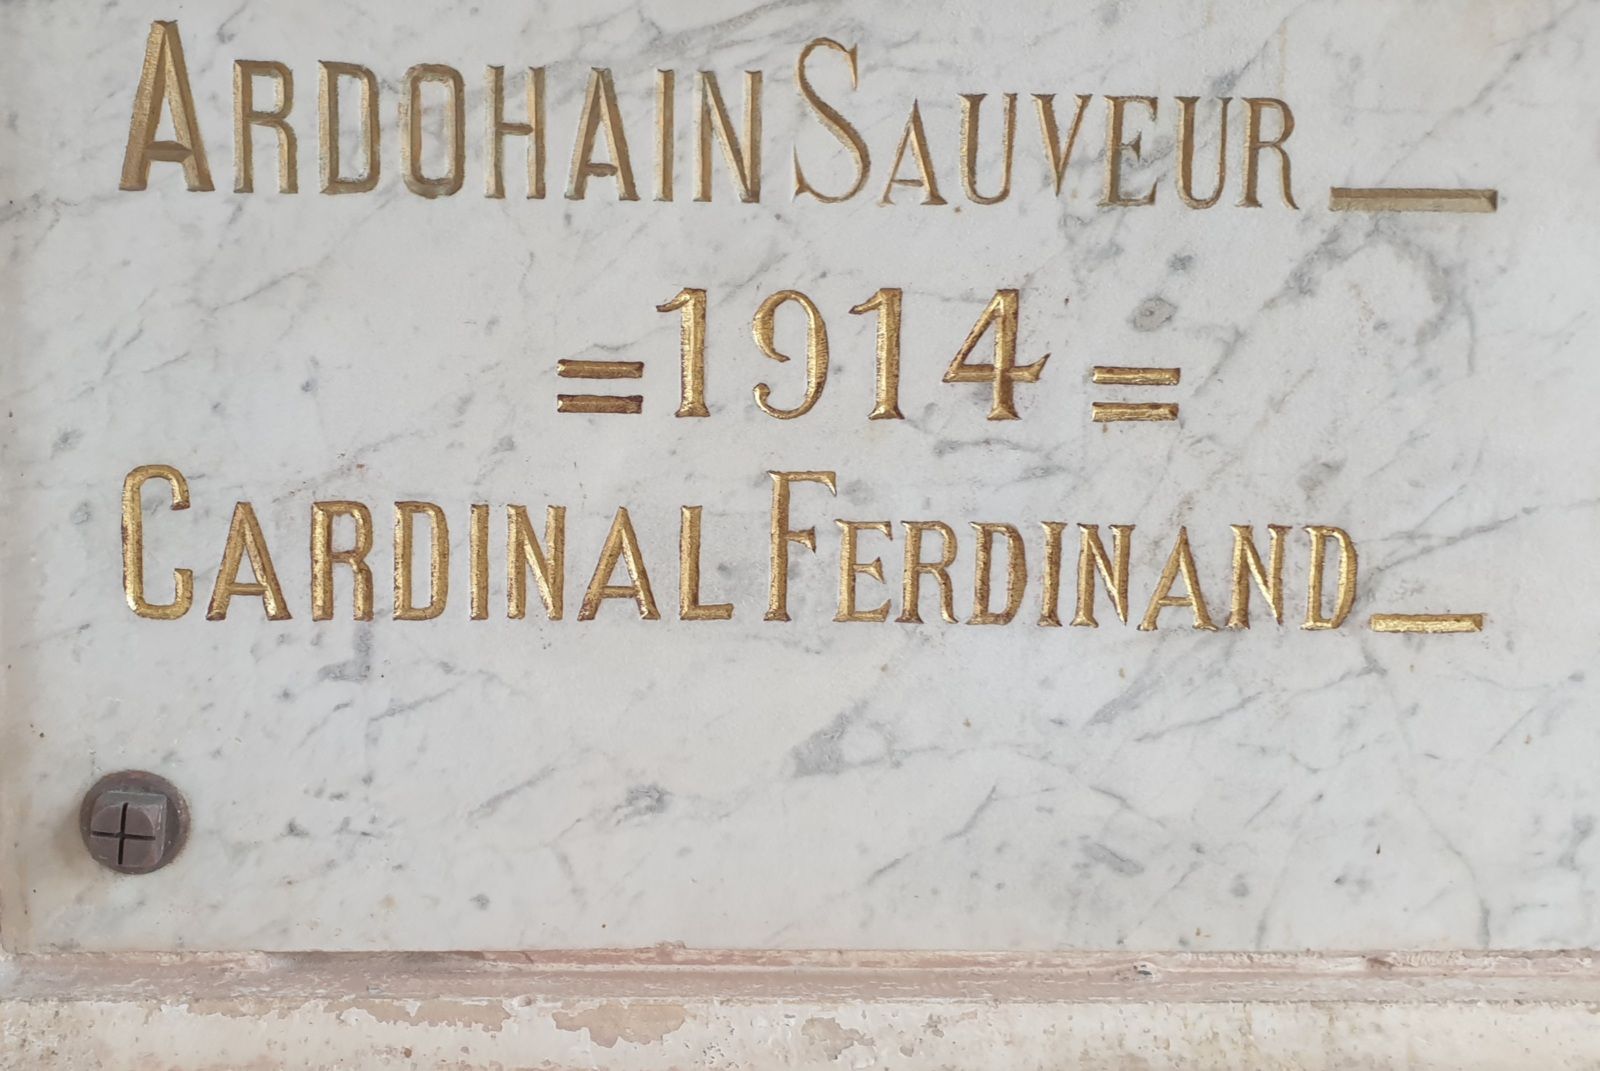 ARDOHAIN SAUVEUR _
= 1914 =
CARDINAL FERDINAND _